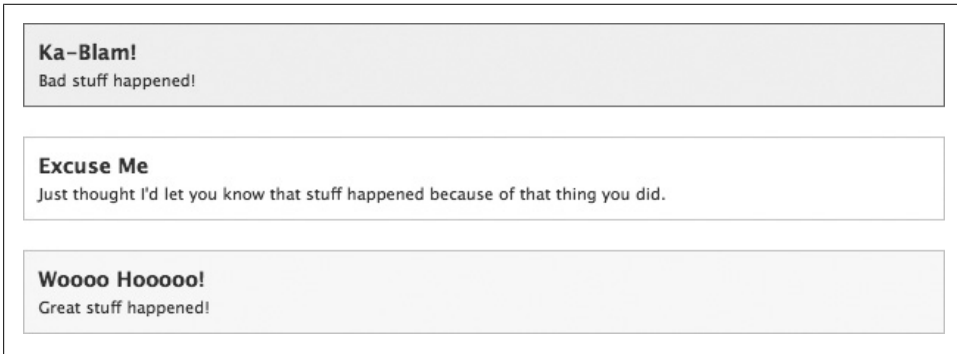 Ka-Blam!
Bad stuff happened!
Excuse Me
Just thought I'd let you know that stuff happened because of that thing you did.
Woooo Hooooo!
Great stuff happened!